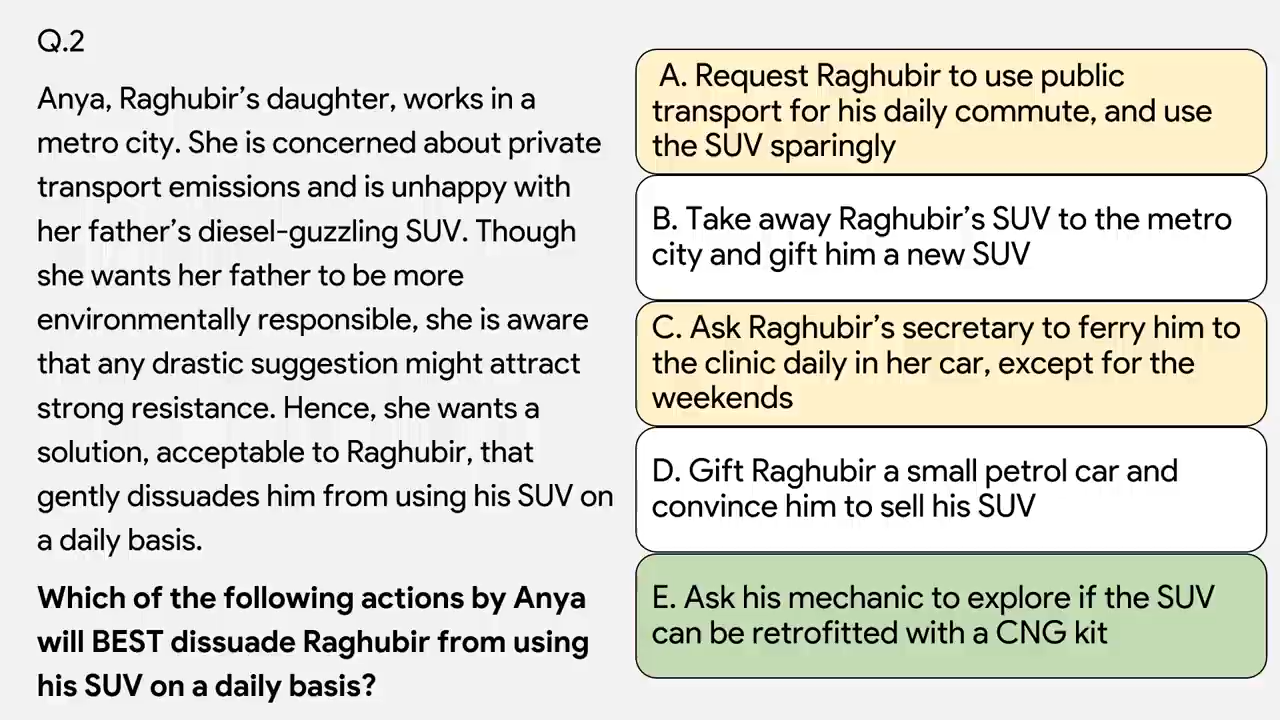 Q.2
Anya, Raghubir’s daughter, works in a
metro city. She is concerned about private
transport emissions and is unhappy with
her father’s diesel-guzzling SUV. Though
she wants her father to be more
environmentally responsible, she is aware
that any drastic suggestion might attract
strong resistance. Hence, she wants a
solution, acceptable to Raghubir, that
gently dissuades him from using his SUV on
a daily basis.
Which of the following actions by Anya
will BEST dissuade Raghubir from using
his SUV on a daily basis?
A. Request Raghubir to use public
transport for his daily commute, and use
the SUV sparingly
B. Take away Raghubir’s SUV to the metro
city and gift him a new SUV
C. Ask Raghubir’s secretary to ferry him to
the clinic daily in her car, except for the
weekends
D. Gift Raghubir a small petrol car and
convince him to sell his SUV
E. Ask his mechanic to explore if the SUV
can be retrofitted with a CNG kit